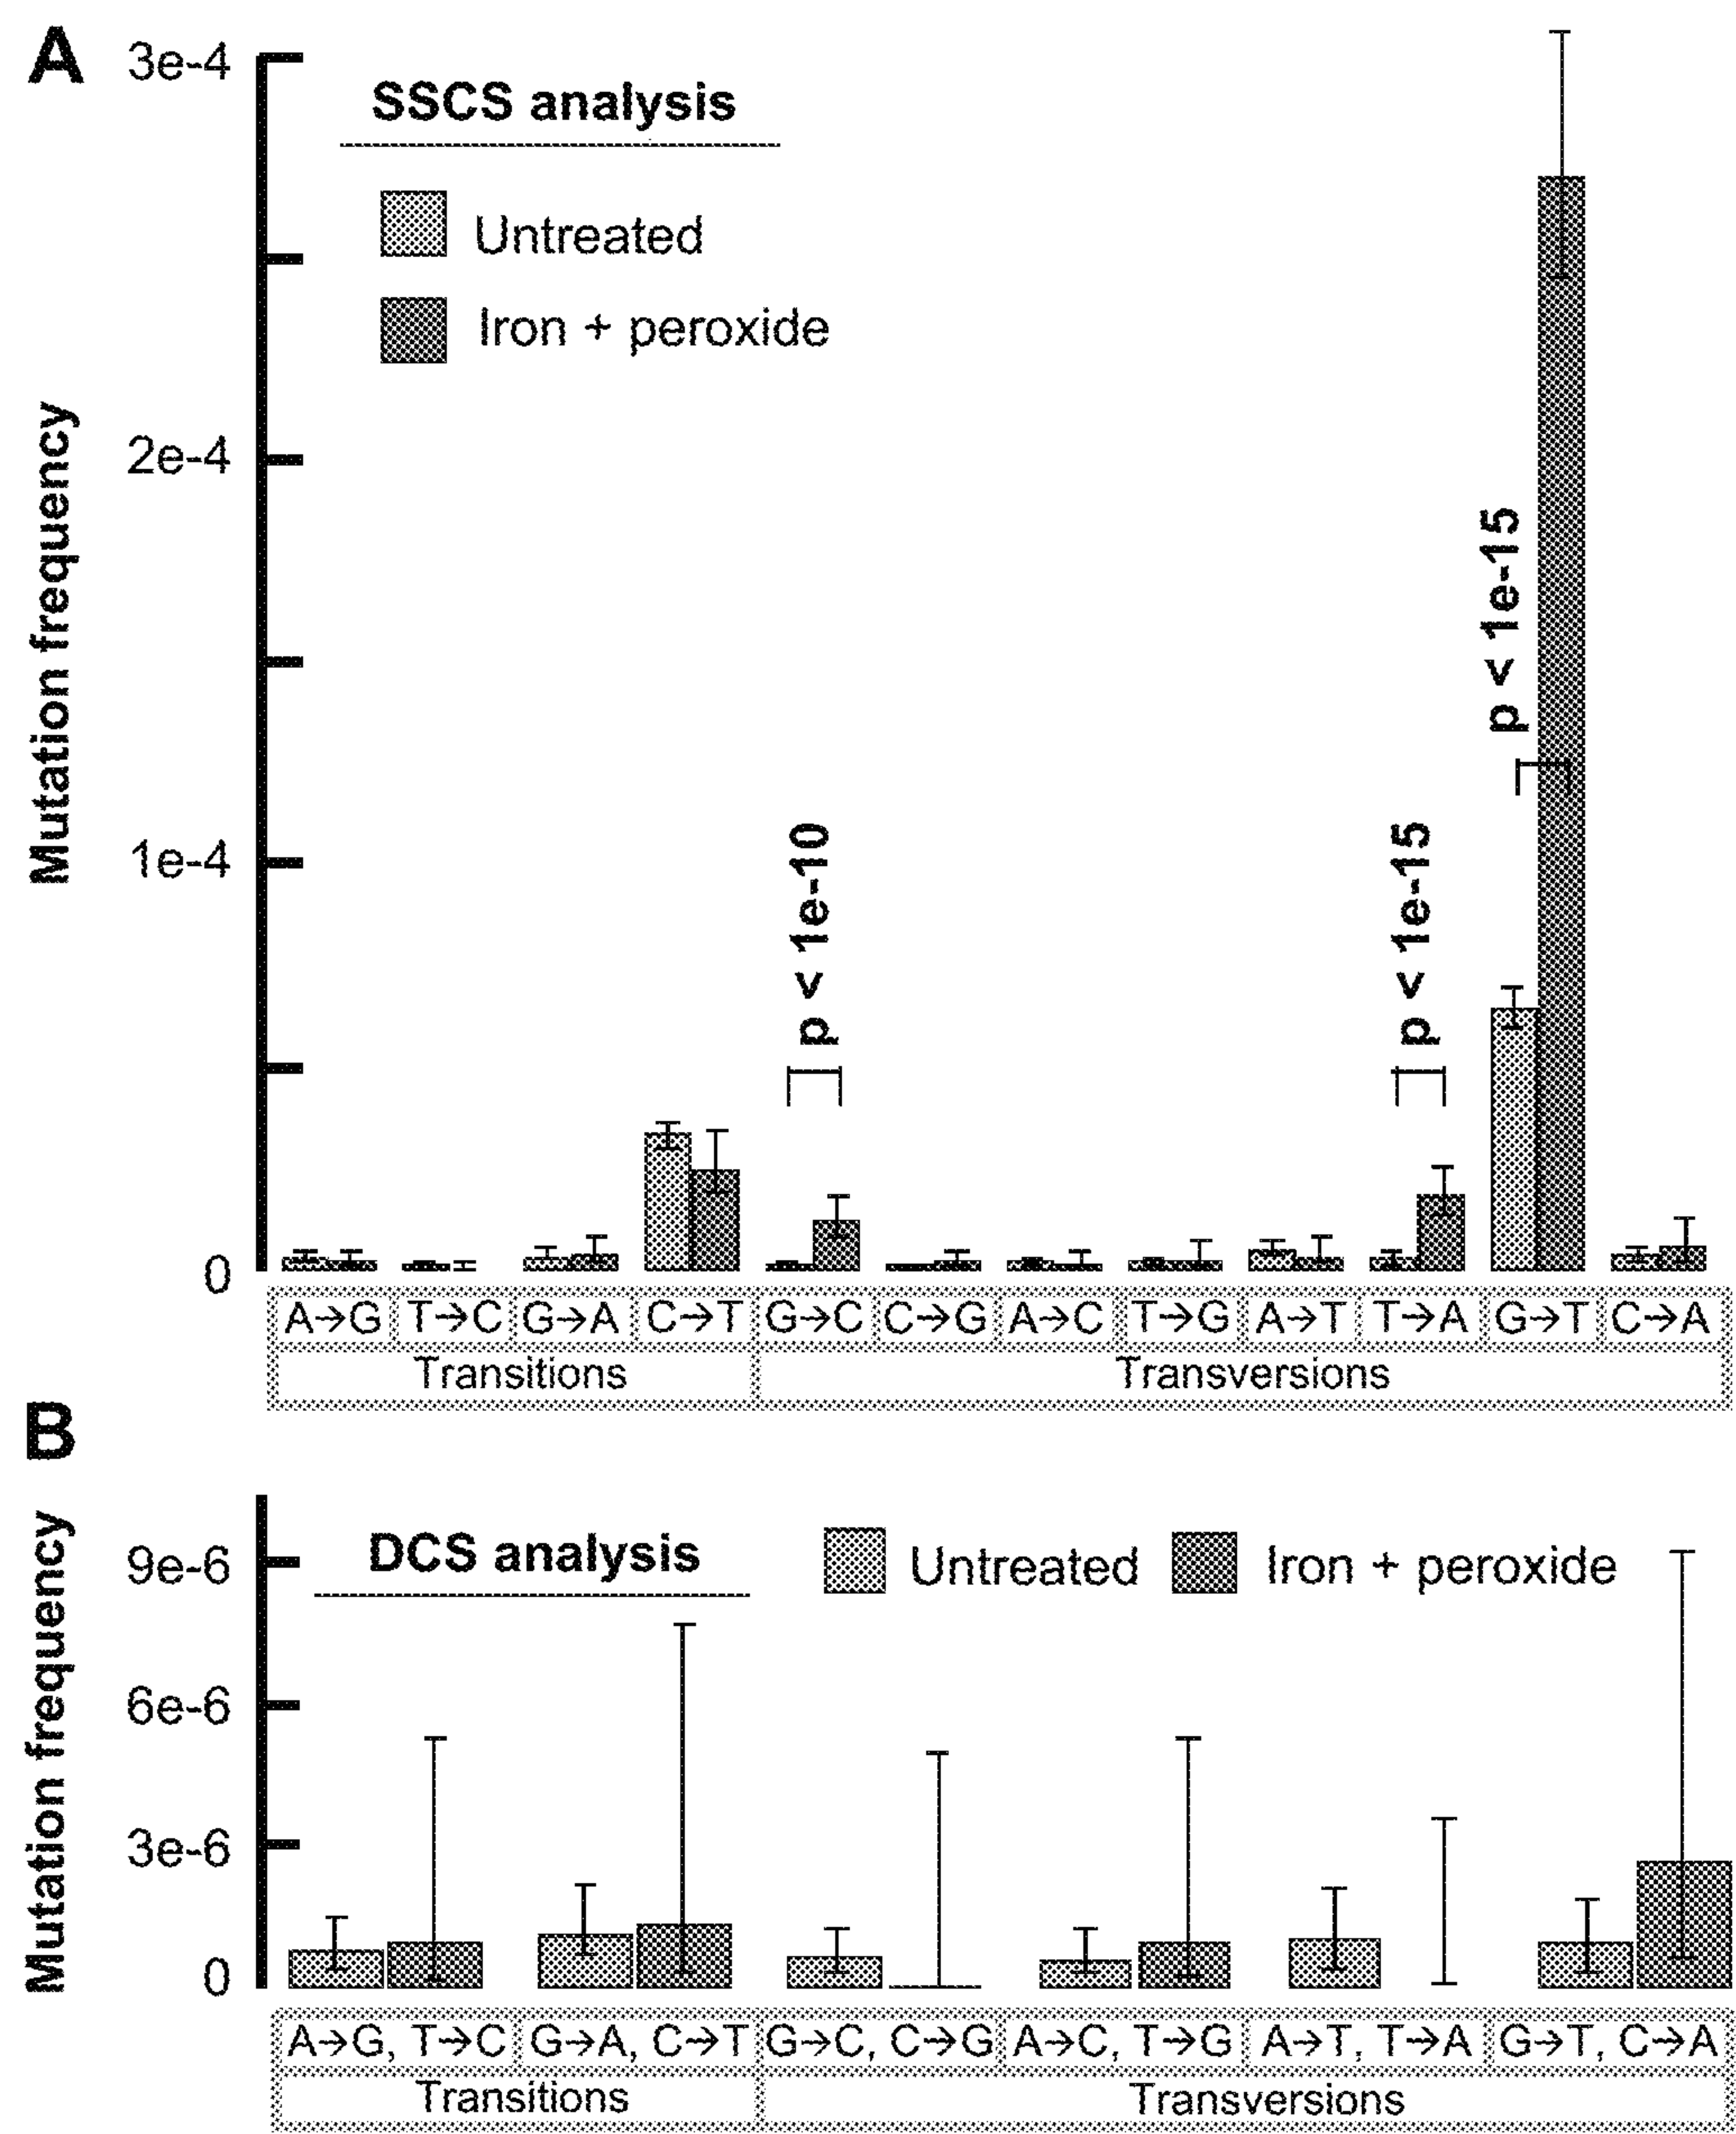 A
3e-4
SSCS analysis
Untreated
Iron + peroxide
2e-4
1e-4
0
Mutation frequency
p < 1e-10
p < 1e-15
p < 1e-15
A→G T→C G→A C→T G→C C→G A→C T→G A→T T→A G→T C→A
Transitions Transversions
B
9e-6
DCS analysis Untreated Iron + peroxide
6e-6
3e-6
0
Mutation frequency
A→G, T→C G→A, C→T G→C, C→G A→C, T→G A→T, T→A G→T, C→A
Transitions Transversions